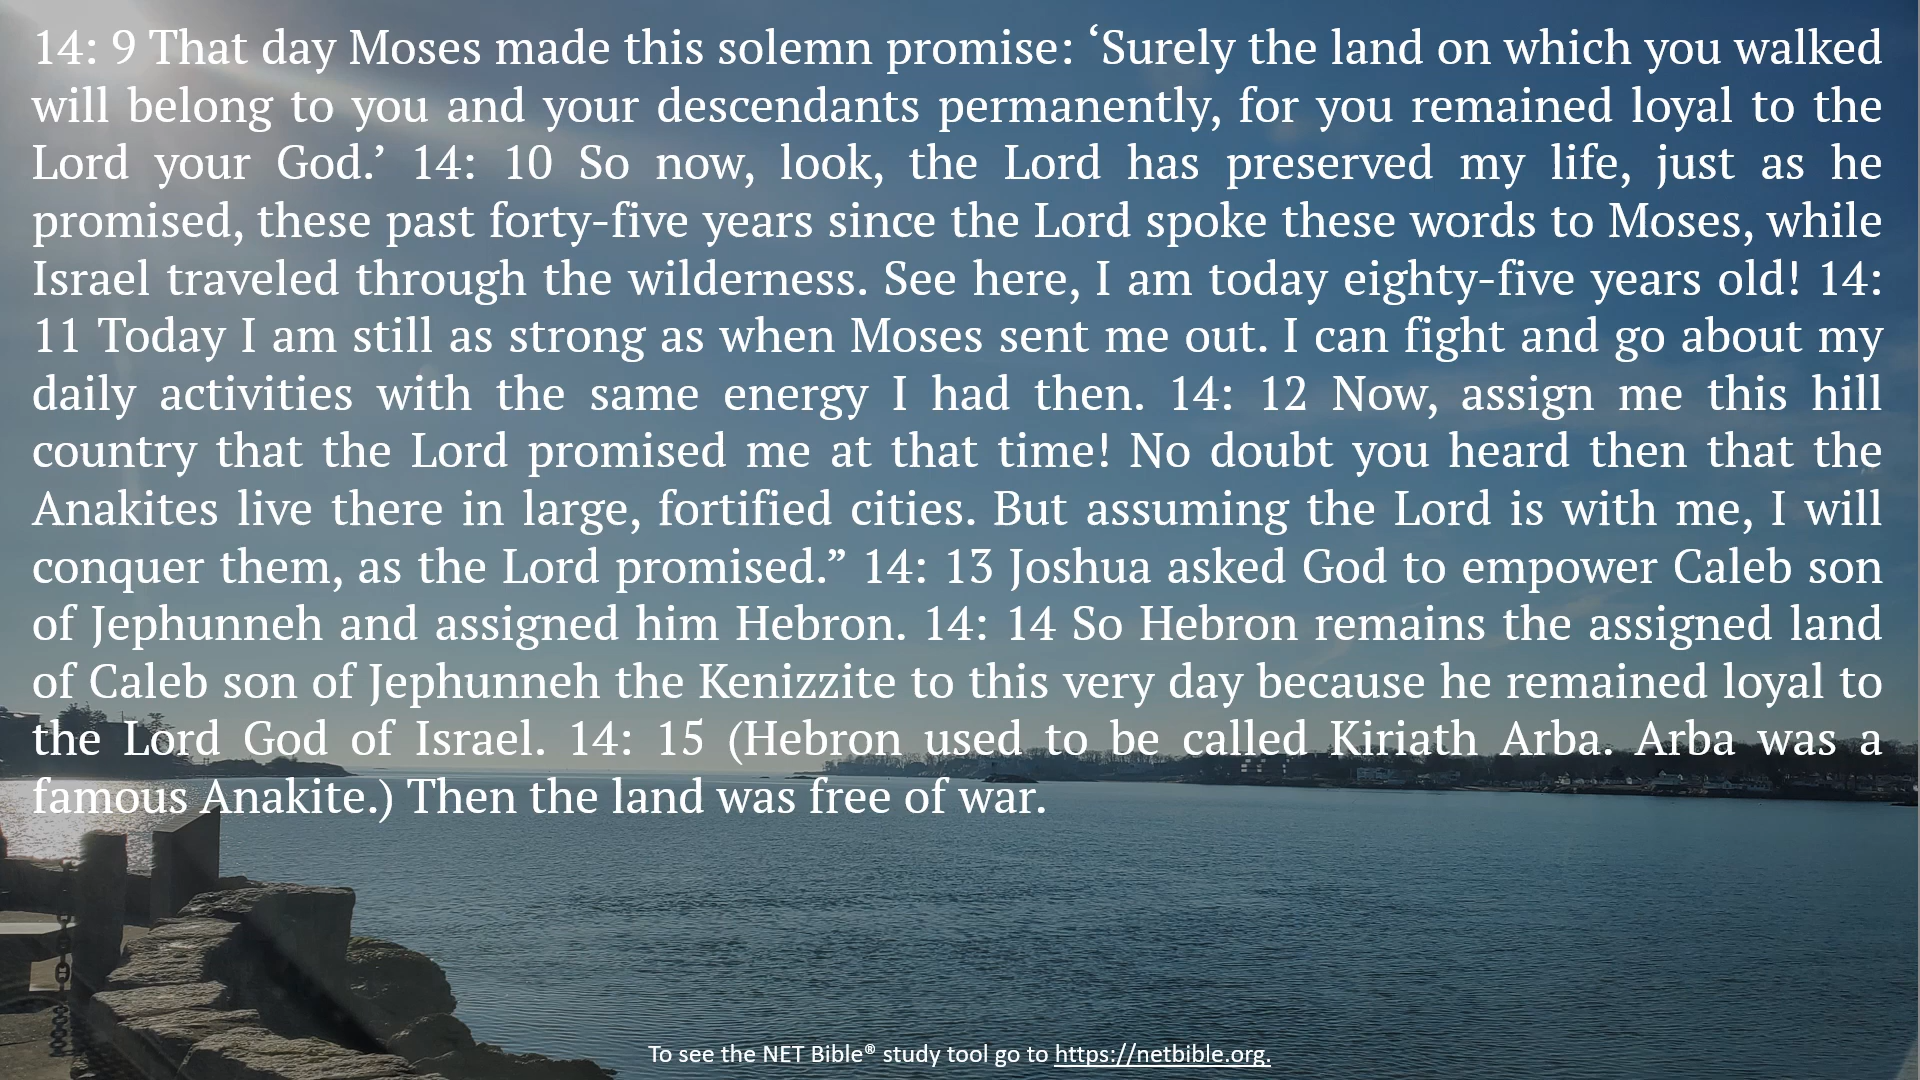 14: 9 That day Moses made this solemn promise: ‘Surely the land on which you walked
will belong to you and your descendants permanently, for you remained loyal to the
Lord your God.’ 14: 10 So now, look, the Lord has preserved my life, just as he
promised, these past forty-five years since the Lord spoke these words to Moses, while
Israel traveled through the wilderness. See here, I am today eighty-five years old! 14:
11 Today I am still as strong as when Moses sent me out. I can fight and go about my
daily activities with the same energy I had then. 14: 12 Now, assign me this hill
country that the Lord promised me at that time! No doubt you heard then that the
Anakites live there in large, fortified cities. But assuming the Lord is with me, I will
conquer them, as the Lord promised.” 14: 13 Joshua asked God to empower Caleb son
of Jephunneh and assigned him Hebron. 14: 14 So Hebron remains the assigned land
of Caleb son of Jephunneh the Kenizzite to this very day because he remained loyal to
the Lord God of Israel. 14: 15 (Hebron used to be called Kiriath Arba. Arba was a
famous Anakite.) Then the land was free of war.
To see the NET Bible® study tool go to https://netbible.org.